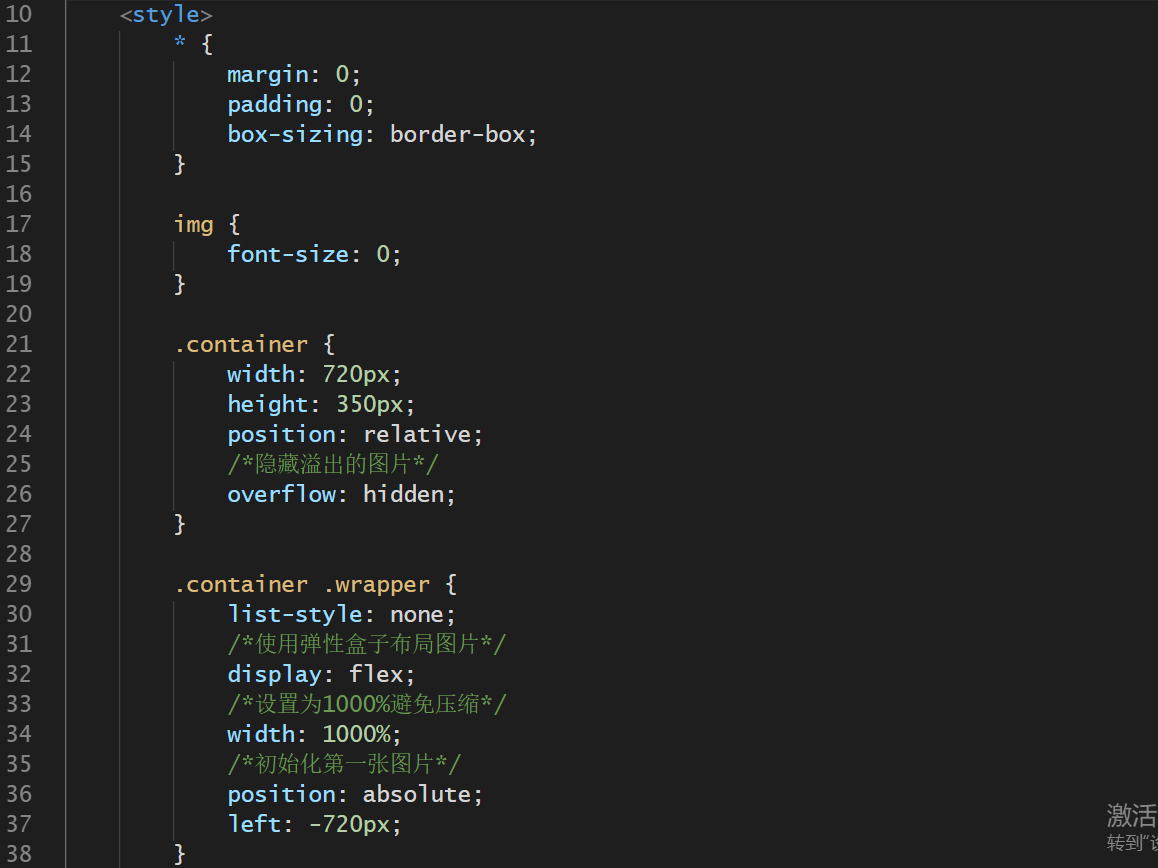 10 <style>
11 * {
12 margin: 0;
13 padding: 0;
14 box-sizing: border-box;
15 }
16
17 img {
18 font-size: 0;
19 }
20
21 .container {
22 width: 720px;
23 height: 350px;
24 position: relative;
25 /*隐藏溢出的图片*/
26 overflow: hidden;
27 }
28
29 .container .wrapper {
30 list-style: none;
31 /*使用弹性盒子布局图片*/
32 display: flex;
33 /*设置为1000%避免压缩*/
34 width: 1000%;
35 /*初始化第一张图片*/
36 position: absolute;
37 left: -720px;
38 }
激活
转到“